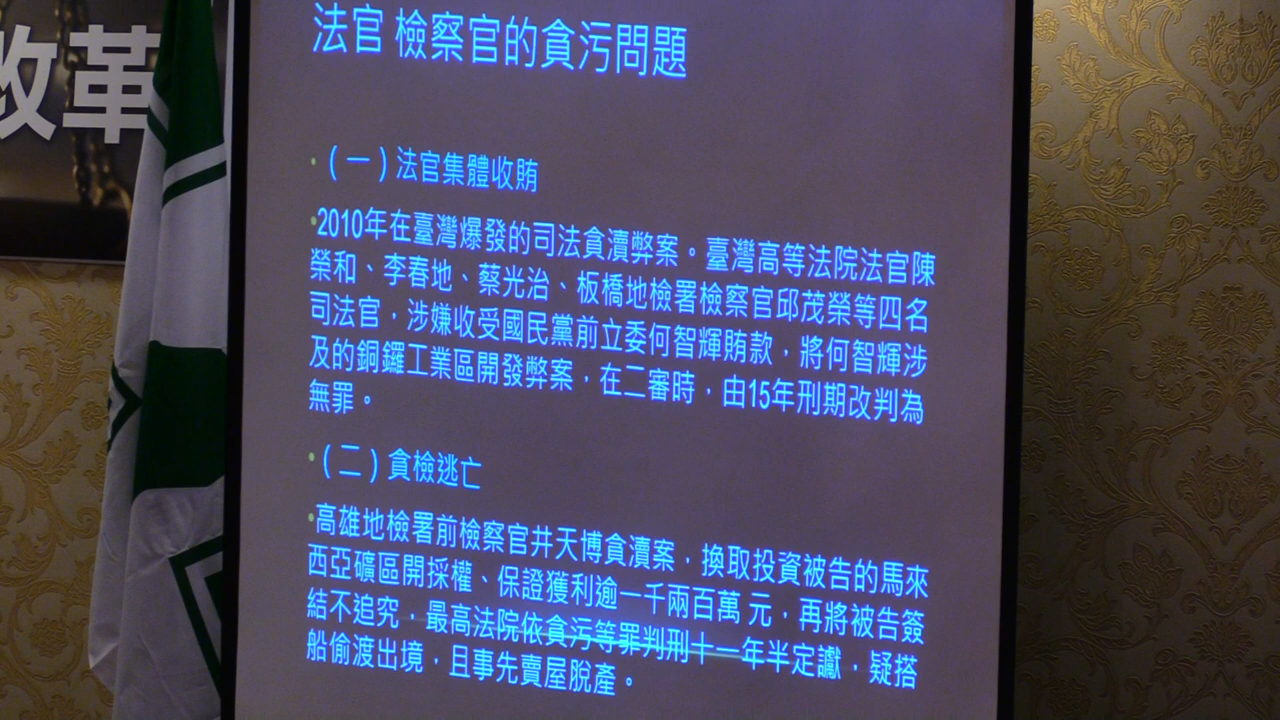 改革
法官 檢察官的貪污問題
•（一）法官集體收賄
•2010年在臺灣爆發的司法貪瀆弊案。臺灣高等法院法官陳
榮和、李春地、蔡光治、板橋地檢署檢察官邱茂榮等四名
司法官，涉嫌收受國民黨前立委何智輝賄款，將何智輝涉
及的銅鑼工業區開發弊案，在二審時，由15年刑期改判為
無罪。
•（二）貪檢逃亡
•高雄地檢署前檢察官井天博貪瀆案，換取投資被告的馬來
西亞礦區開採權、保證獲利逾一千兩百萬 元，再將被告簽
結不追究，最高法院依貪污等罪判刑十一年半定讞，疑搭
船偷渡出境，且事先賣屋脫產。